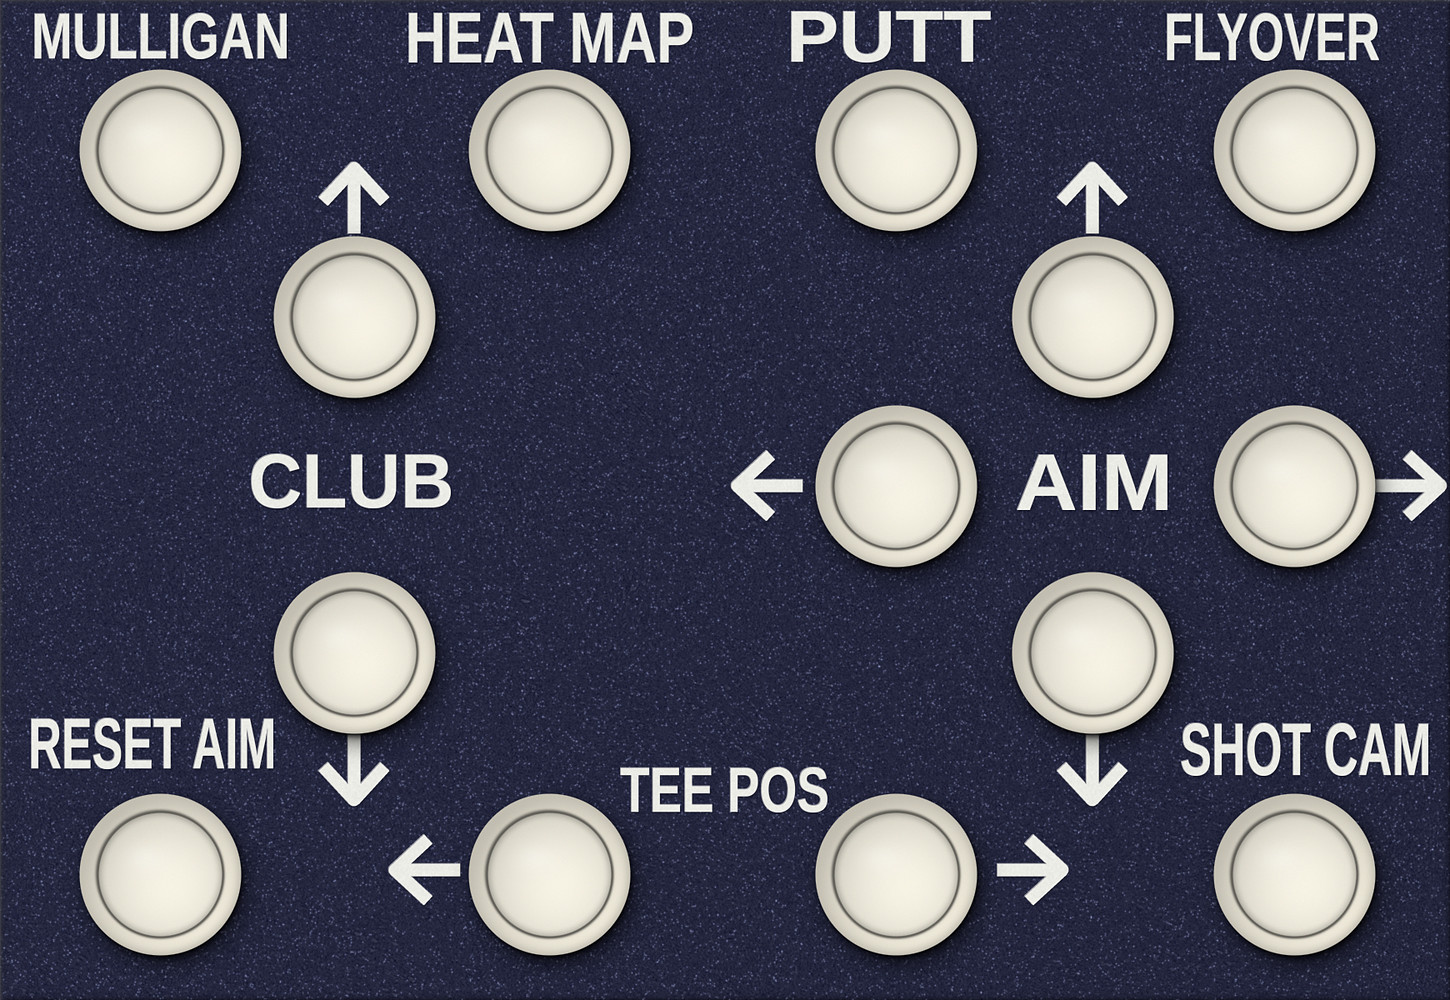 MULLIGAN
HEAT MAP
PUTT
FLYOVER
CLUB
AIM
RESET AIM
TEE POS
SHOT CAM